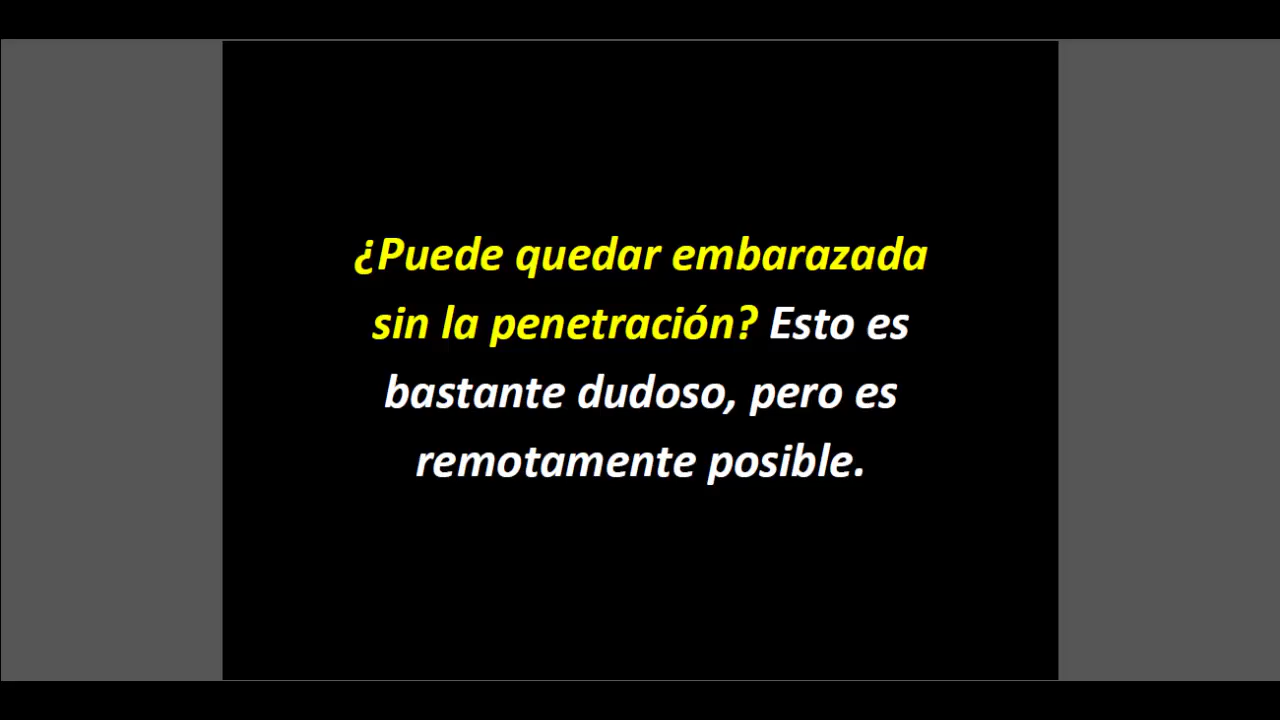 ¿Puede quedar embarazada
sin la penetración? Esto es
bastante dudoso, pero es
remotamente posible.